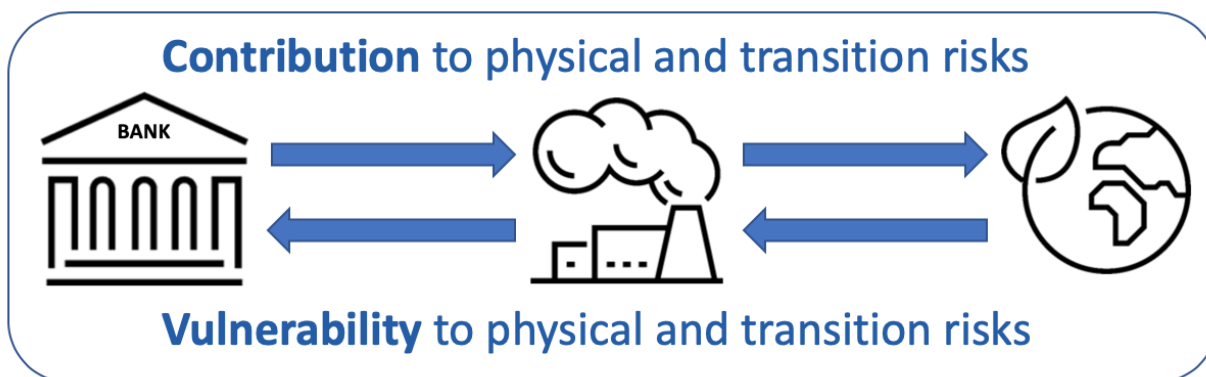 Contribution to physical and transition risks
BANK
Vulnerability to physical and transition risks